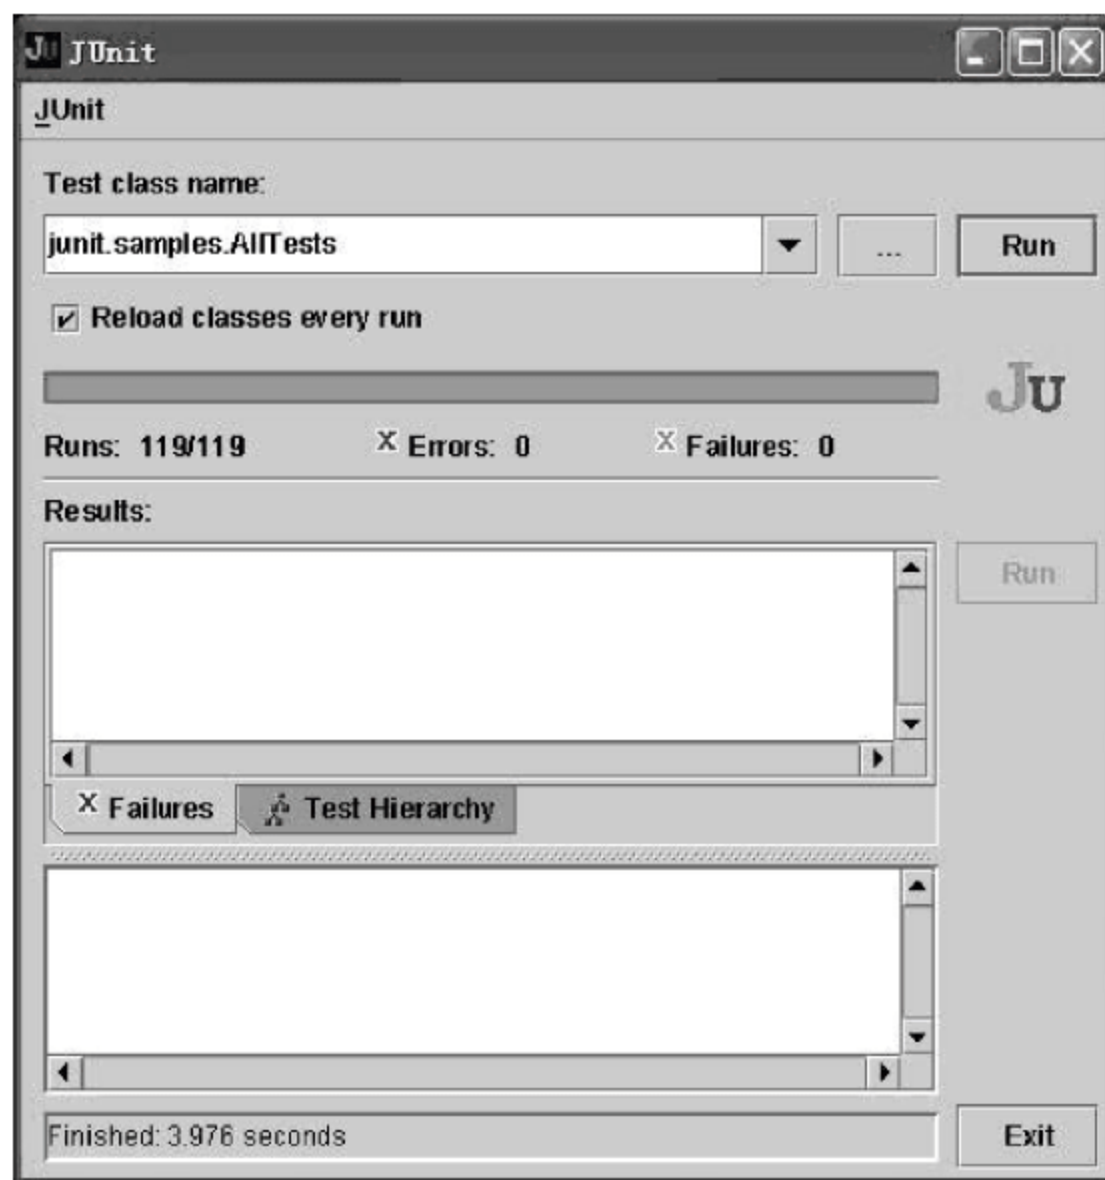 JU JUnit
JUnit
Test class name:
junit.samples.AllTests ... Run
Reload classes every run
JU
Runs: 119/119 X Errors: 0 X Failures: 0
Results:
Run
X Failures Test Hierarchy
Finished: 3.976 seconds Exit